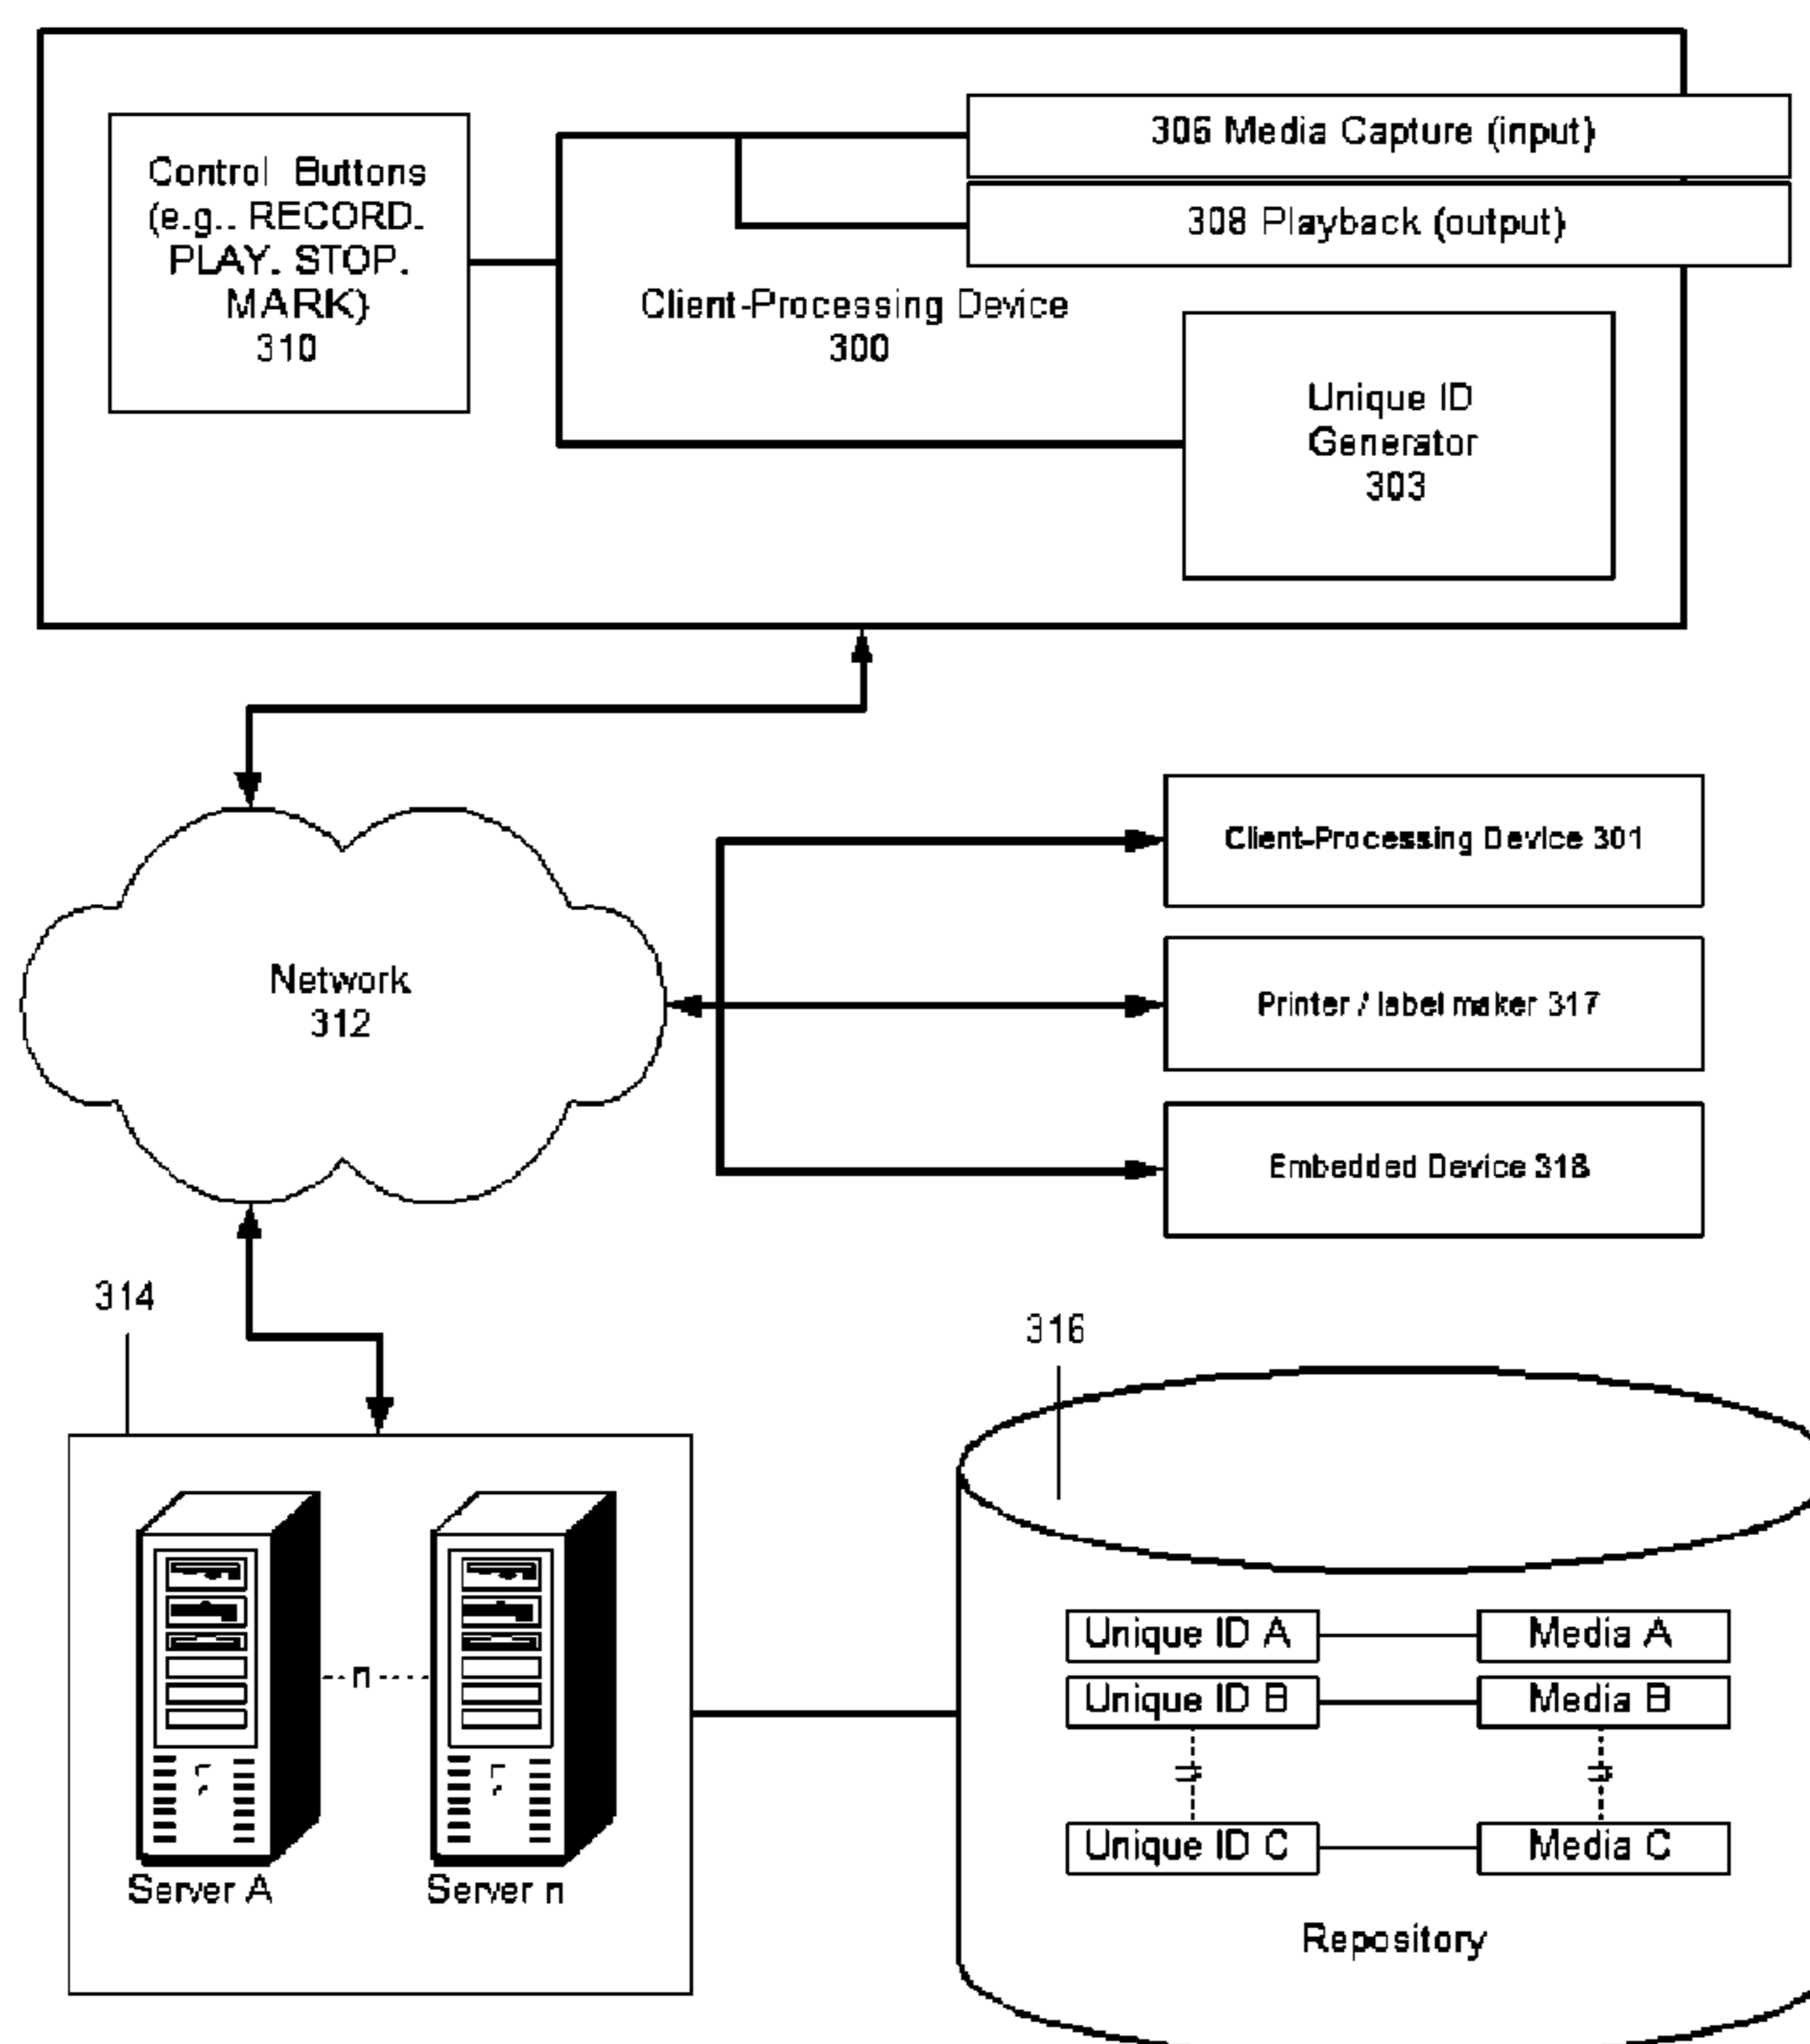 306 Media Capture (input)
Control Buttons
(e.g.. RECORD.
PLAY. STOP.
MARK)
310
308 Playback (output)
Client-Processing Device
300
Unique ID
Generator
303
Client-Processing Device 301
Network
312
Printer / label maker 317
Embedded Device 318
314
316
n
Server A
Server n
Unique ID A
Media A
Unique ID B
Media B
n
n
Unique ID C
Media C
Repository